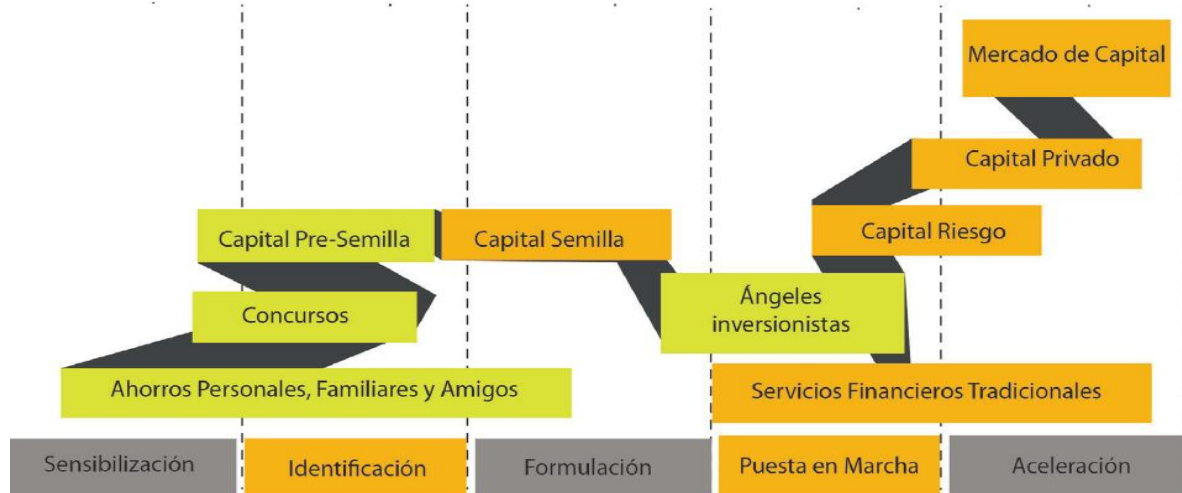 Mercado de Capital
Capital Privado
Capital Pre-Semilla
Capital Semilla
Capital Riesgo
Concursos
Ángeles
inversionistas
Ahorros Personales, Familiares y Amigos
Servicios Financieros Tradicionales
Sensibilización
Identificación
Formulación
Puesta en Marcha
Aceleración